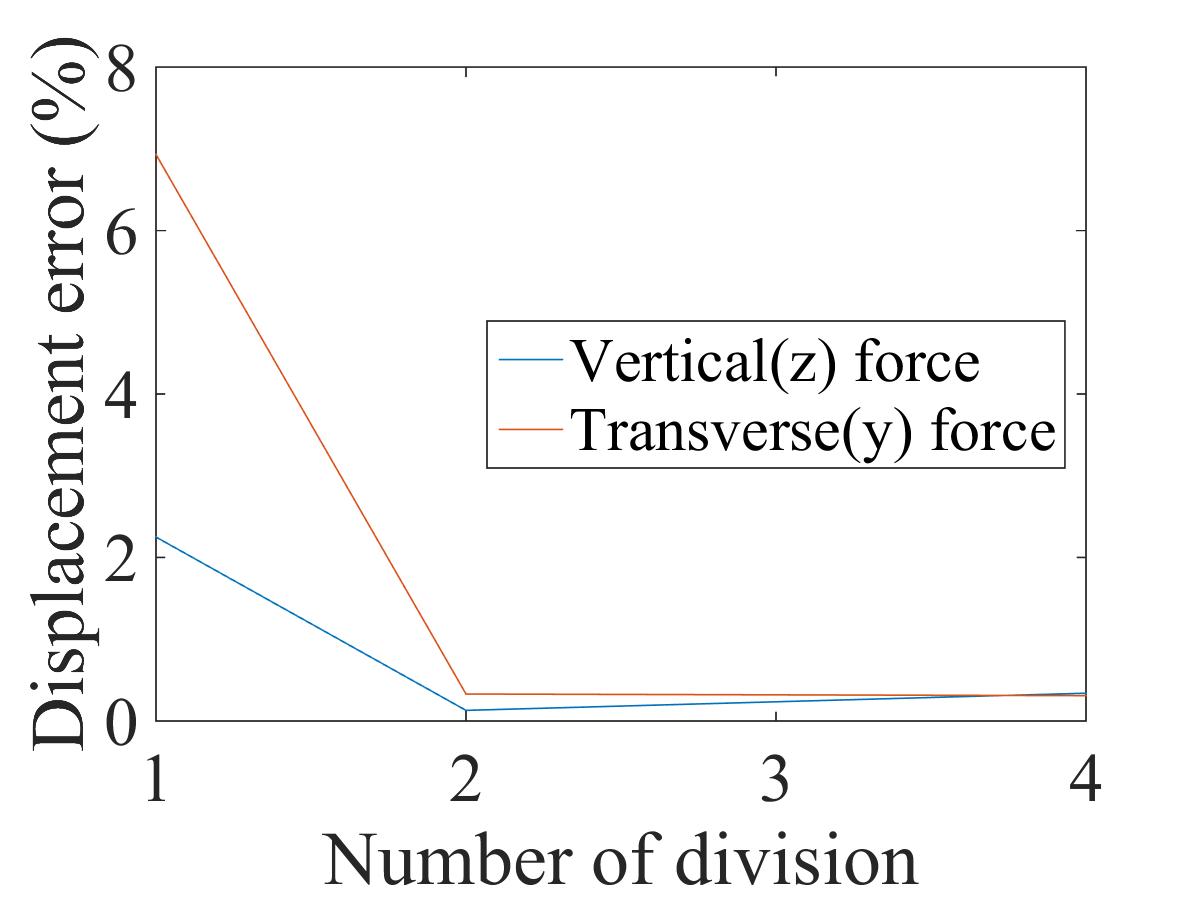 Displacement error (%)
8
6
4
2
0
Vertical(z) force
Transverse(y) force
1 2 3 4
Number of division